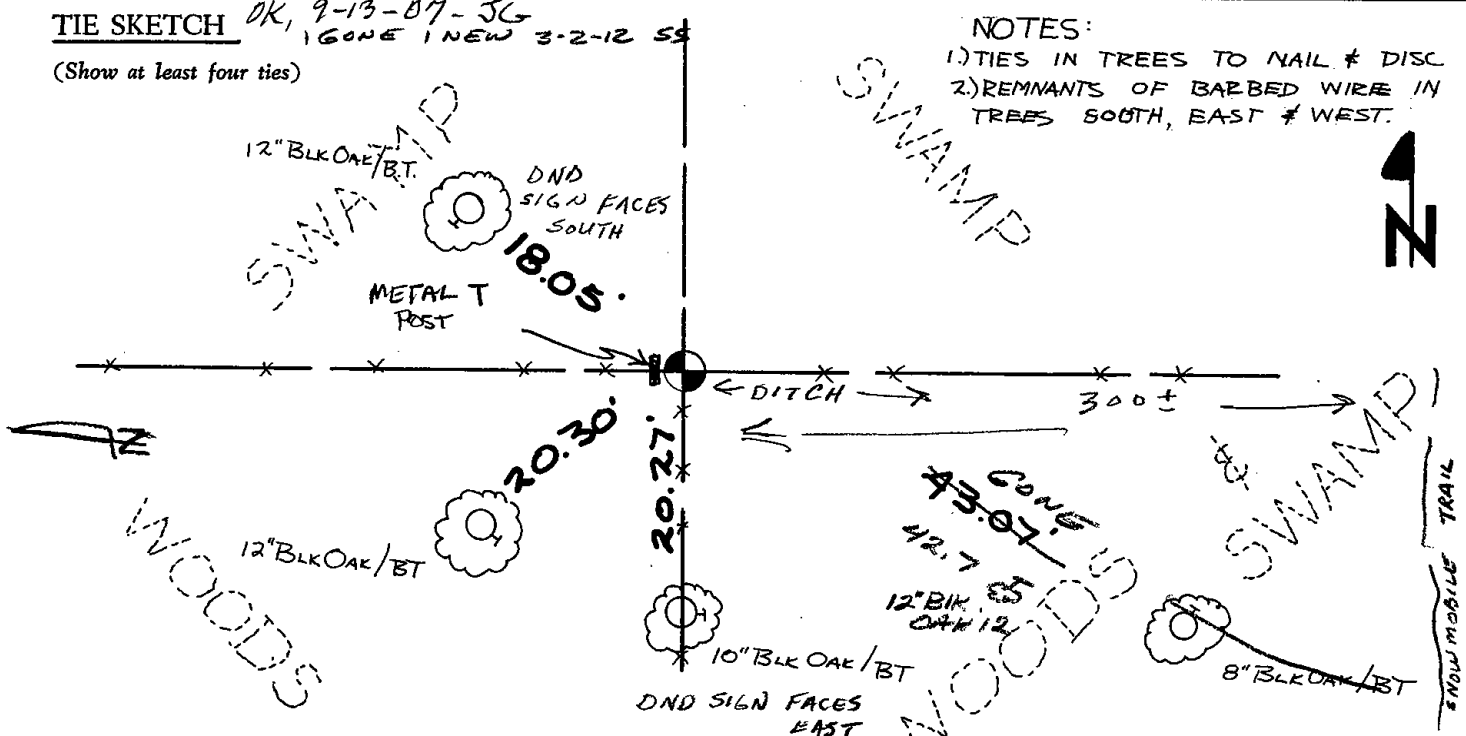 TIE SKETCH
OK, 9-13-07-JG
1 GONE 1 NEW 3-2-12 SS
(Show at least four ties)
NOTES:
1.) TIES IN TREES TO NAIL & DISC
2.) REMNANTS OF BARBED WIRE IN
TREES SOUTH, EAST & WEST.
SWAMP
SWAMP
12" BLK OAK/B.T.
DND
SIGN FACES
SOUTH
18.05'
N
METAL T
POST
DITCH
300±
N
20.30'
20.27'
GONE
43.07'
42.7
12" Blk
OAK 12
SWAMP
SNOWMOBILE TRAIL
WOODS
12" BLK OAK/BT
WOODS
10" BLK OAK/BT
8" BLK OAK/BT
DND SIGN FACES
EAST